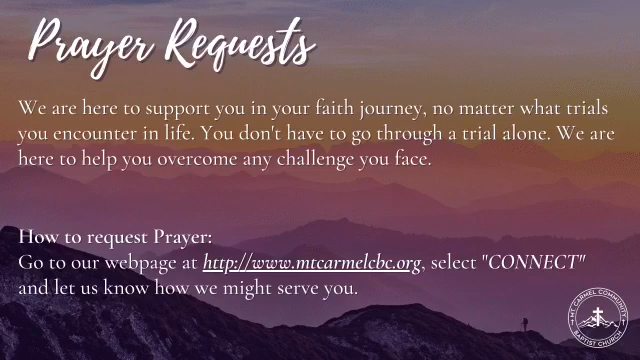 Prayer Requests
We are here to support you in your faith journey, no matter what trials
you encounter in life. You don't have to go through a trial alone. We are
here to help you overcome any challenge you face.
How to request Prayer:
Go to our webpage at http://www.mtcarmelcbc.org, select "CONNECT"
and let us know how we might serve you.
MT CARMEL COMMUNITY
BAPTIST CHURCH